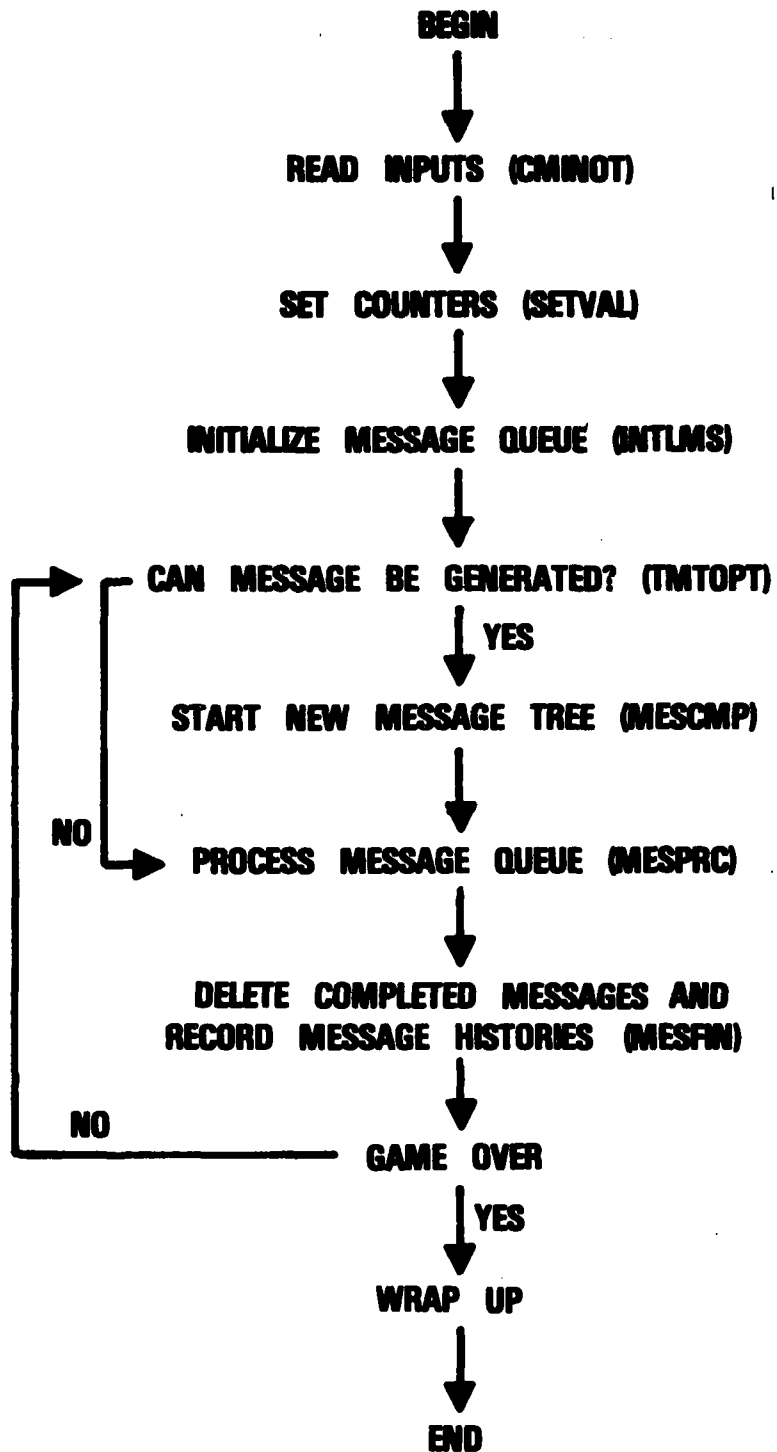 BEGIN
READ INPUTS (CMINOT)
SET COUNTERS (SETVAL)
INITIALIZE MESSAGE QUEUE (INTLMS)
CAN MESSAGE BE GENERATED? (TMTOPT)
YES
START NEW MESSAGE TREE (MESCMP)
NO
PROCESS MESSAGE QUEUE (MESPRC)
DELETE COMPLETED MESSAGES AND
RECORD MESSAGE HISTORIES (MESFIN)
NO
GAME OVER
YES
WRAP UP
END